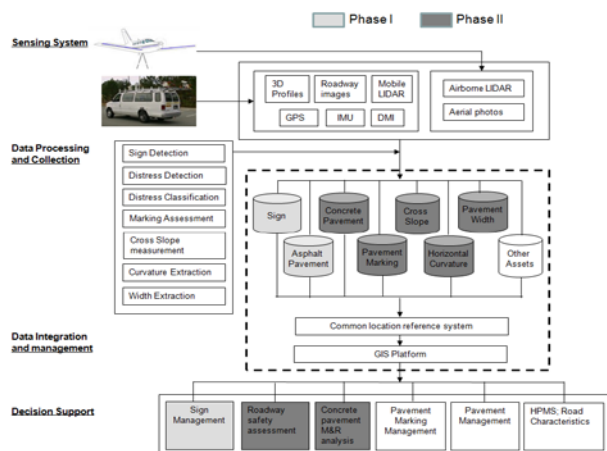 Phase I
Phase II
Sensing System
3D
Profiles
Roadway
images
Mobile
LIDAR
GPS
IMU
DMI
Airborne LIDAR
Aerial photos
Data Processing
and Collection
Sign Detection
Distress Detection
Distress Classification
Marking Assessment
Cross Slope
measurement
Curvature Extraction
Width Extraction
Sign
Concrete
Pavement
Cross
Slope
Pavement
Width
Asphalt
Pavement
Pavement
Marking
Horizontal
Curvature
Other
Assets
Data Integration
and management
Common location reference system
GIS Platform
Decision Support
Sign
Management
Roadway
safety
assessment
Concrete
pavement
M&R
analysis
Pavement
Marking
Management
Pavement
Management
HPMS; Road
Characteristics